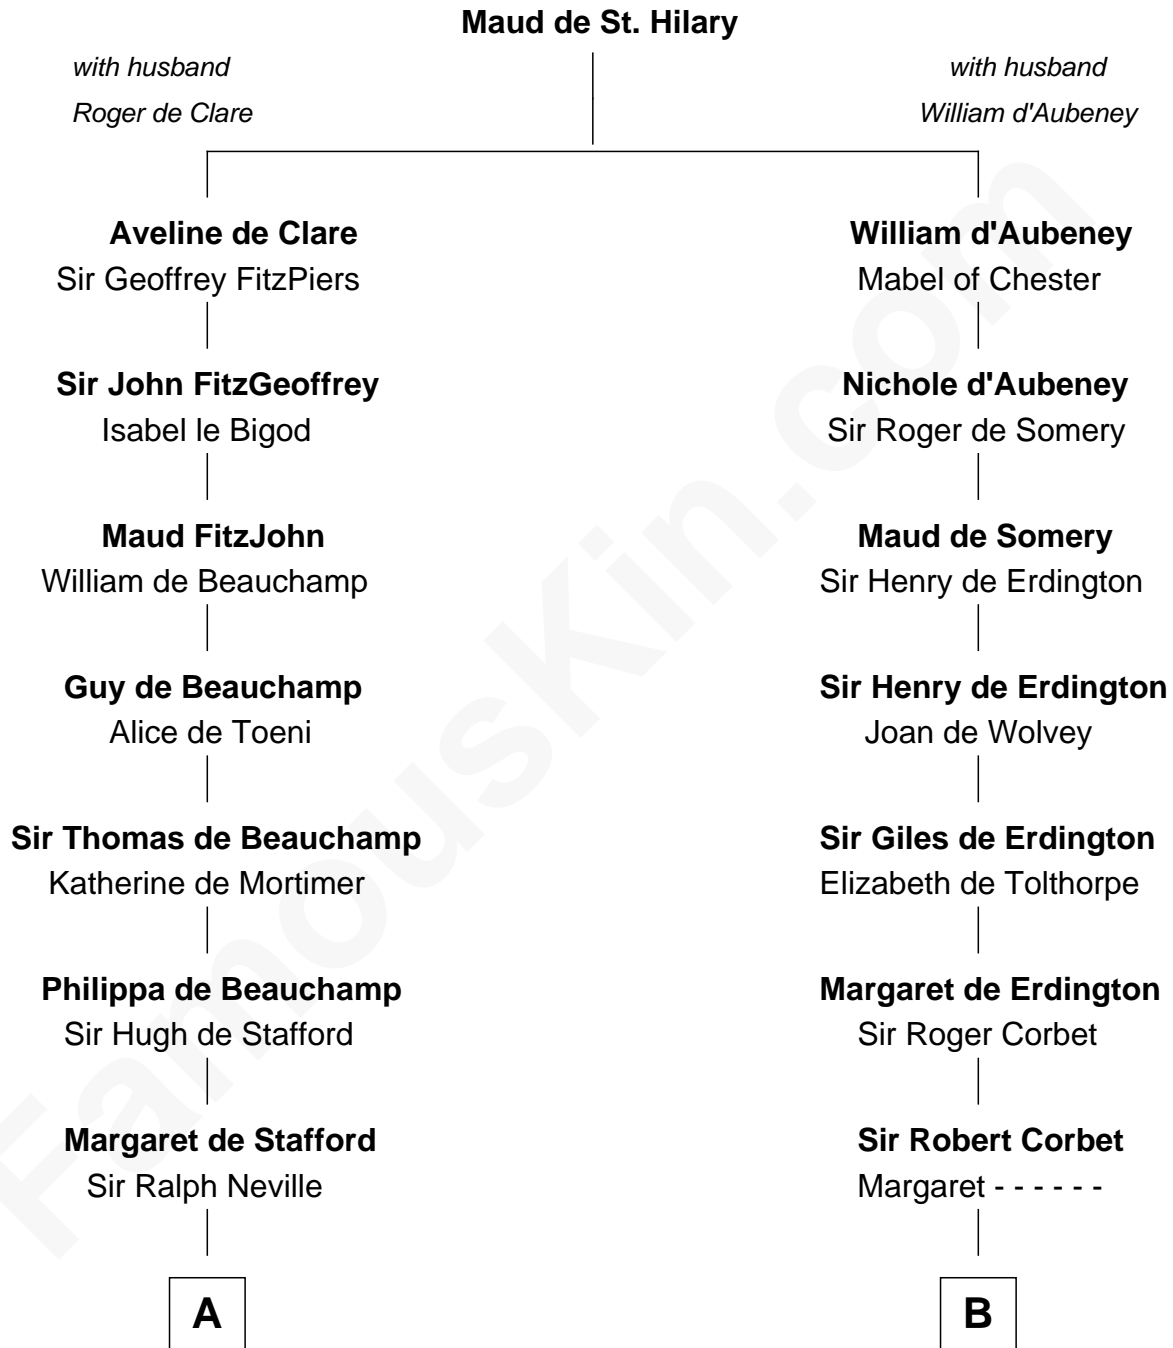 Maud de St. Hilary
with husband
Roger de Clare
with husband
William d'Aubeney
Aveline de Clare
Sir Geoffrey FitzPiers
William d'Aubeney
Mabel of Chester
Sir John FitzGeoffrey
Isabel le Bigod
Nichole d'Aubeney
Sir Roger de Somery
Maud FitzJohn
William de Beauchamp
Maud de Somery
Sir Henry de Erdington
Guy de Beauchamp
Alice de Toeni
Sir Henry de Erdington
Joan de Wolvey
Sir Thomas de Beauchamp
Katherine de Mortimer
Sir Giles de Erdington
Elizabeth de Tolthorpe
Philippa de Beauchamp
Sir Hugh de Stafford
Margaret de Erdington
Sir Roger Corbet
Margaret de Stafford
Sir Ralph Neville
Sir Robert Corbet
Margaret - - - - - -
A
B
FamousKin.com